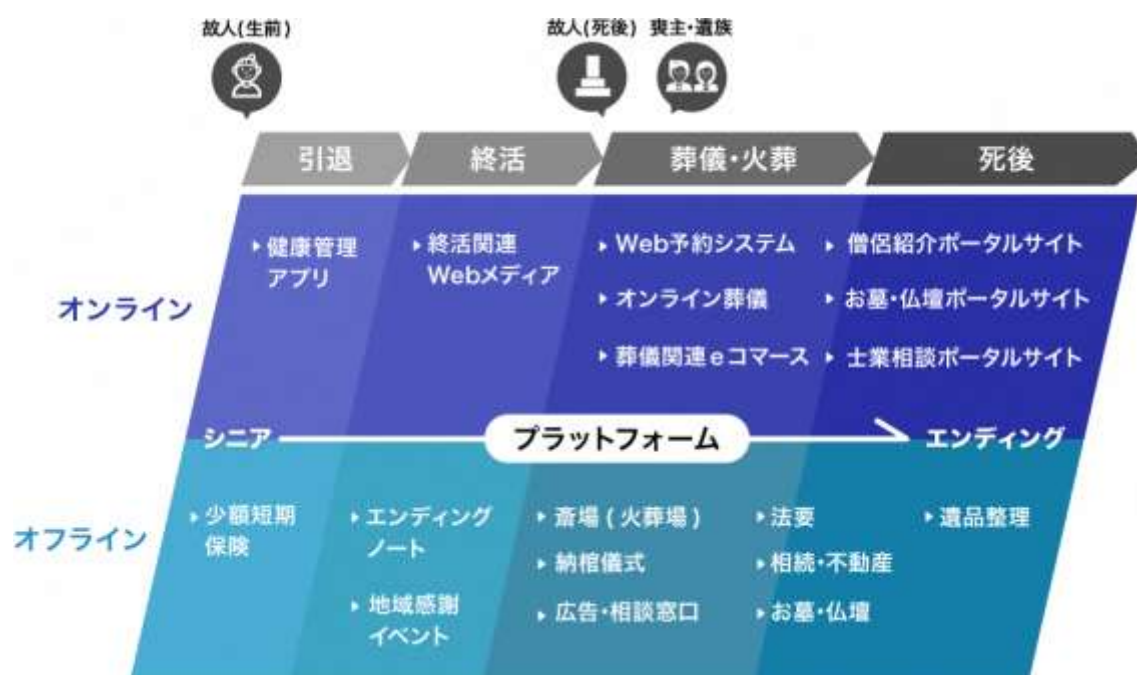 故人(生前)
故人(死後)
喪主・遺族
引退
終活
葬儀・火葬
死後
オンライン
▸健康管理
アプリ
▸終活関連
Webメディア
▸Web予約システム
▸オンライン葬儀
▸葬儀関連eコマース
▸僧侶紹介ポータルサイト
▸お墓・仏壇ポータルサイト
▸士業相談ポータルサイト
シニア
プラットフォーム
エンディング
オフライン
▸少額短期
保険
▸エンディング
ノート
▸地域感謝
イベント
▸斎場(火葬場)
▸納棺儀式
▸広告・相談窓口
▸法要
▸相続・不動産
▸お墓・仏壇
▸遺品整理